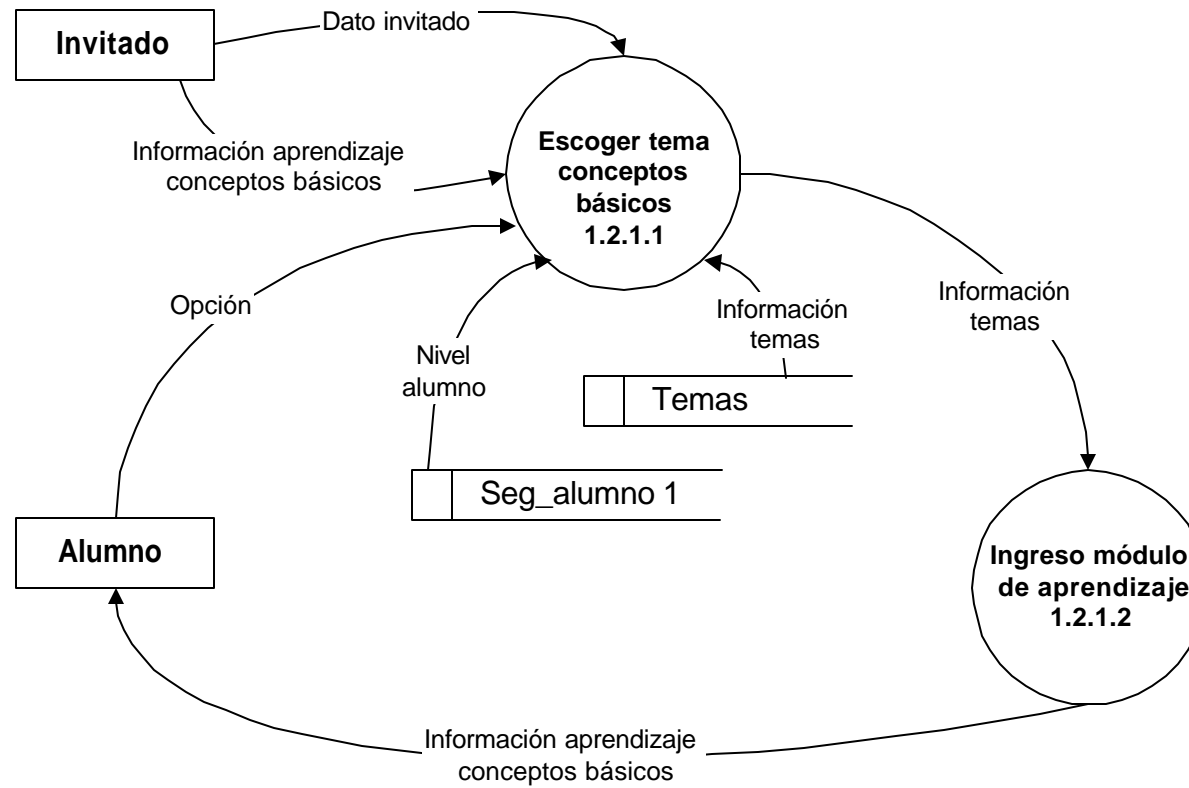 Dato invitado
Invitado
Información aprendizaje
conceptos básicos
Escoger tema
conceptos
básicos
1.2.1.1
Opción
Nivel
alumno
Información
temas
Información
temas
Temas
Seg_alumno 1
Alumno
Ingreso módulo
de aprendizaje
1.2.1.2
Información aprendizaje
conceptos básicos